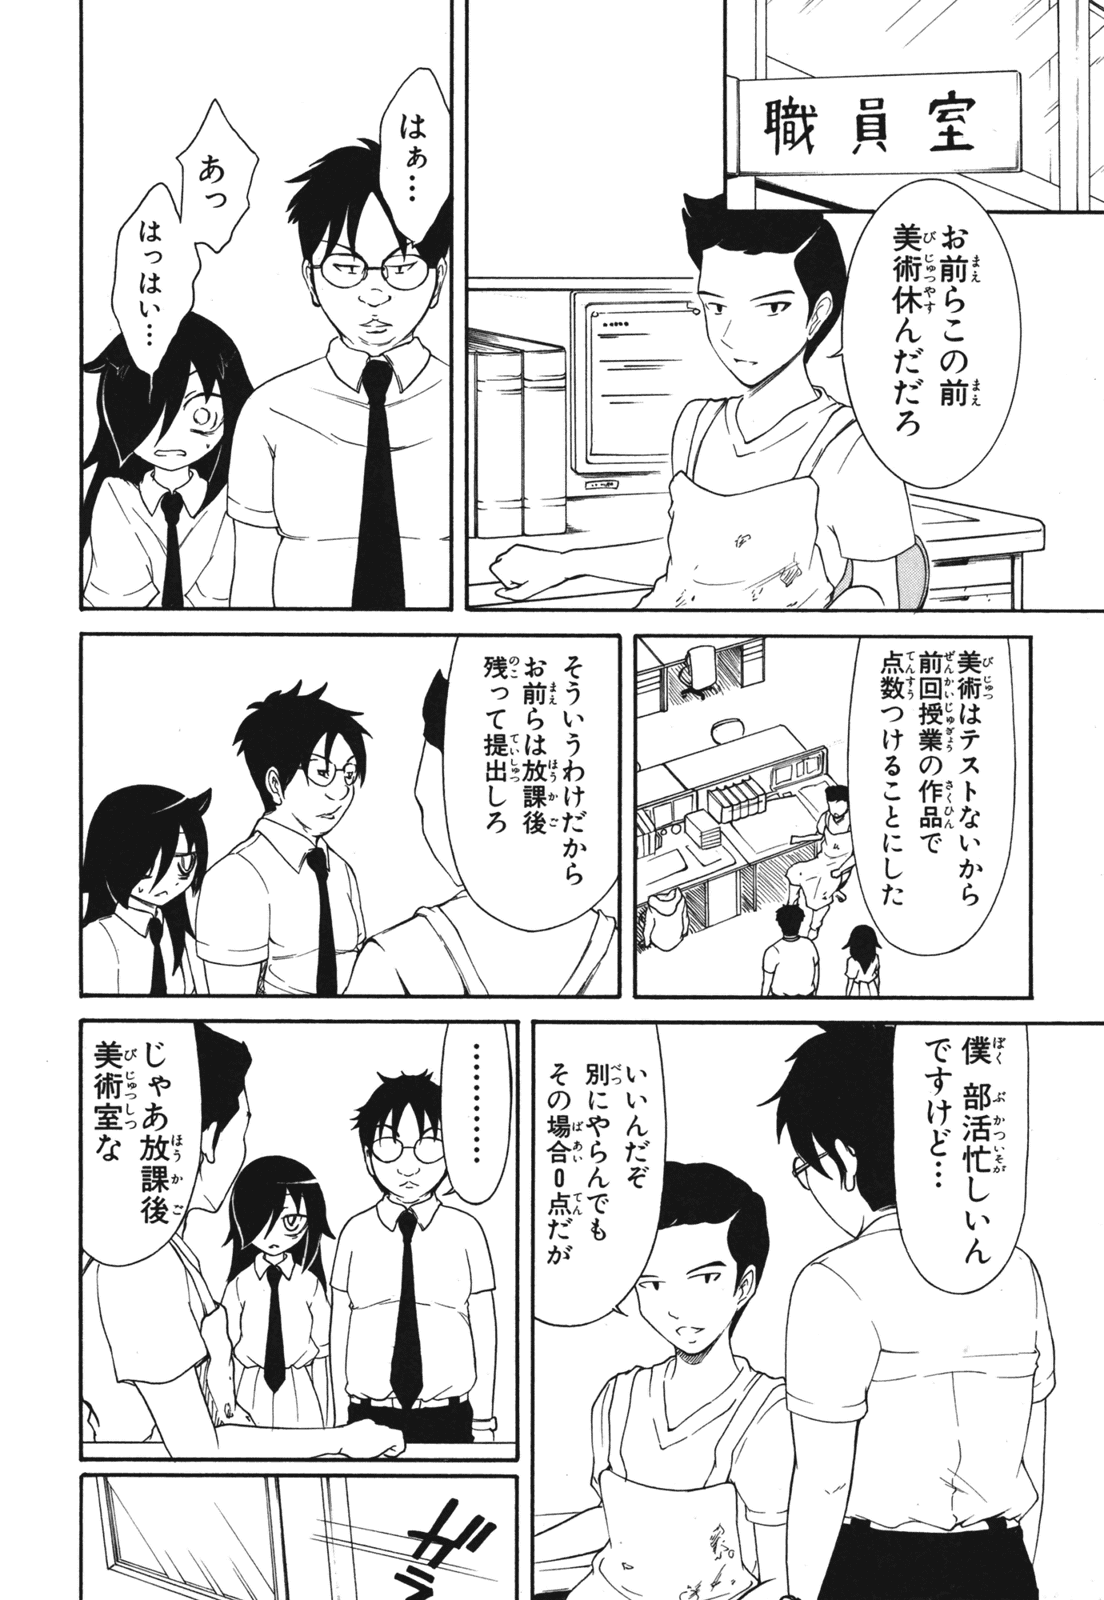 職員室
お前らこの前
美術休んだだろ
はぁ…
あっ
はっはい…
美術はテストないから
前回授業の作品で
点数つけることにした
そういうわけだから
お前らは放課後
残って提出しろ
僕 部活忙しいん
ですけど…
いいんだぞ
別にやらんでも
その場合0点だが
………
じゃあ放課後
美術室な
ガラ